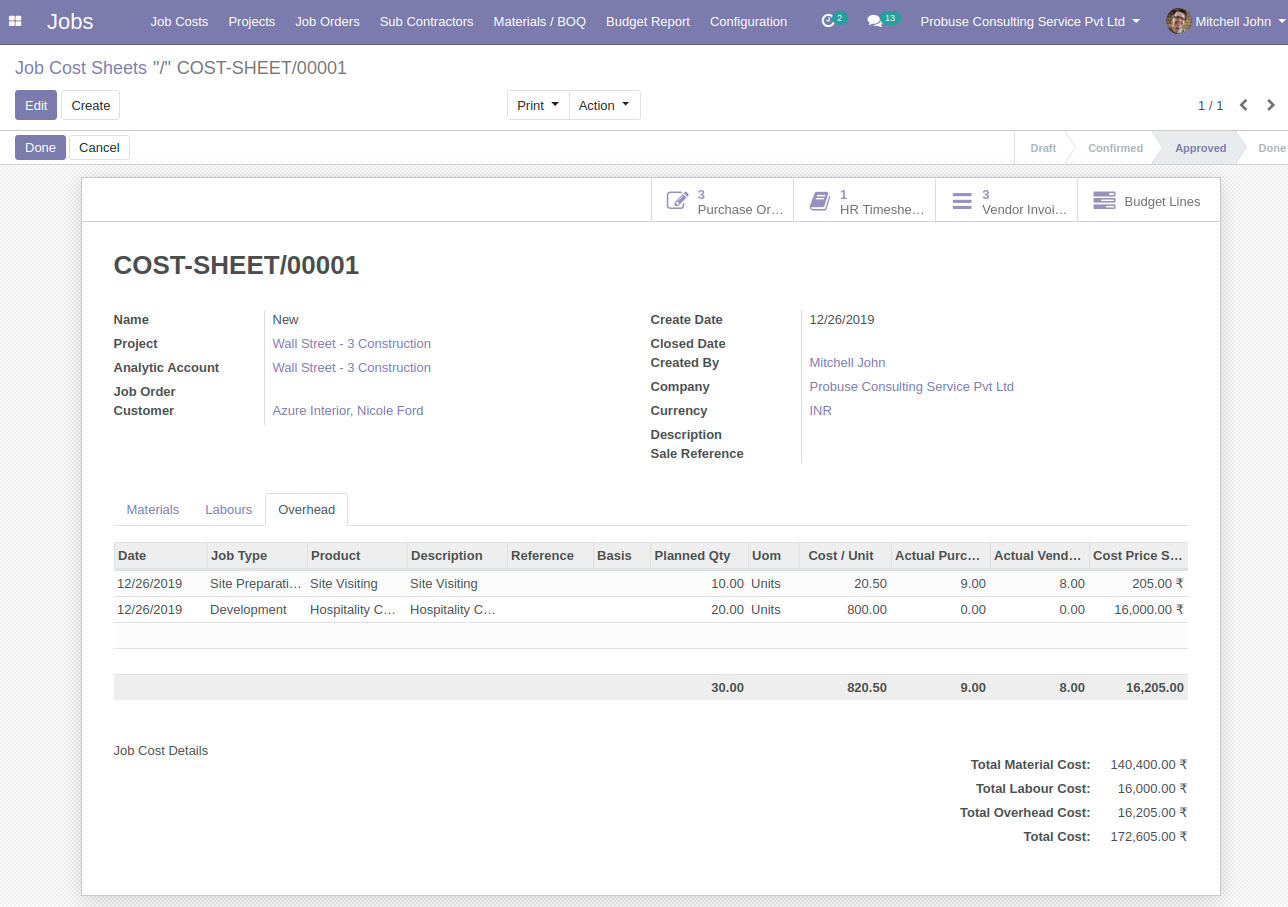 Jobs Job Costs Projects Job Orders Sub Contractors Materials / BOQ Budget Report Configuration 2 13 Probuse Consulting Service Pvt Ltd Mitchell John
Job Cost Sheets "/" COST-SHEET/00001
Edit Create Print Action 1 / 1
Done Cancel Draft Confirmed Approved Done
3 Purchase Or… 1 HR Timeshe… 3 Vendor Invoi… Budget Lines
COST-SHEET/00001
Name New
Project Wall Street - 3 Construction
Analytic Account Wall Street - 3 Construction
Job Order
Customer Azure Interior, Nicole Ford
Create Date 12/26/2019
Closed Date
Created By Mitchell John
Company Probuse Consulting Service Pvt Ltd
Currency INR
Description
Sale Reference
Materials Labours Overhead
Date Job Type Product Description Reference Basis Planned Qty Uom Cost / Unit Actual Purc… Actual Vend… Cost Price S…
12/26/2019 Site Preparati… Site Visiting Site Visiting 10.00 Units 20.50 9.00 8.00 205.00 ₹
12/26/2019 Development Hospitality C… Hospitality C… 20.00 Units 800.00 0.00 0.00 16,000.00 ₹
30.00 820.50 9.00 8.00 16,205.00
Job Cost Details
Total Material Cost: 140,400.00 ₹
Total Labour Cost: 16,000.00 ₹
Total Overhead Cost: 16,205.00 ₹
Total Cost: 172,605.00 ₹